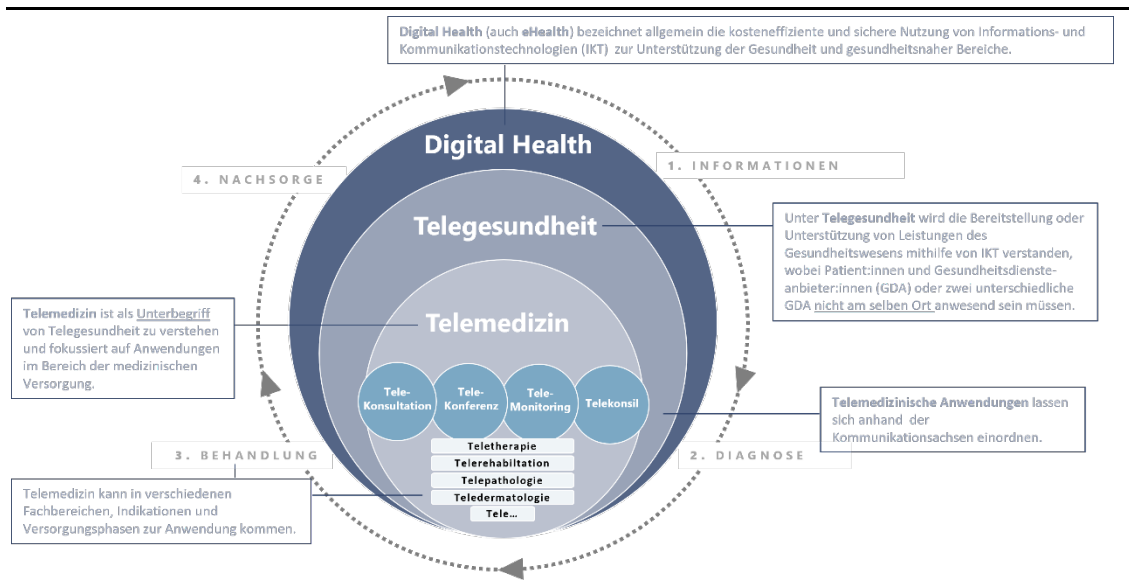 Digital Health (auch eHealth) bezeichnet allgemein die kosteneffiziente und sichere Nutzung von Informations- und
Kommunikationstechnologien (IKT) zur Unterstützung der Gesundheit und gesundheitsnaher Bereiche.
Digital Health
1. INFORMATIONEN
4. NACHSORGE
Telegesundheit
Unter Telegesundheit wird die Bereitstellung oder
Unterstützung von Leistungen des
Gesundheitswesens mithilfe von IKT verstanden,
wobei Patient:innen und Gesundheitsdienste-
anbieter:innen (GDA) oder zwei unterschiedliche
GDA nicht am selben Ort anwesend sein müssen.
Telemedizin ist als Unterbegriff
von Telegesundheit zu verstehen
und fokussiert auf Anwendungen
im Bereich der medizinischen
Versorgung.
Telemedizin
Tele-
Konsultation
Tele-
Konferenz
Tele-
Monitoring
Telekonsil
Telemedizinische Anwendungen lassen
sich anhand der
Kommunikationsachsen einordnen.
Teletherapie
Telerehabiltation
Telepathologie
Teledermatologie
Tele...
3. BEHANDLUNG
2. DIAGNOSE
Telemedizin kann in verschiedenen
Fachbereichen, Indikationen und
Versorgungsphasen zur Anwendung kommen.